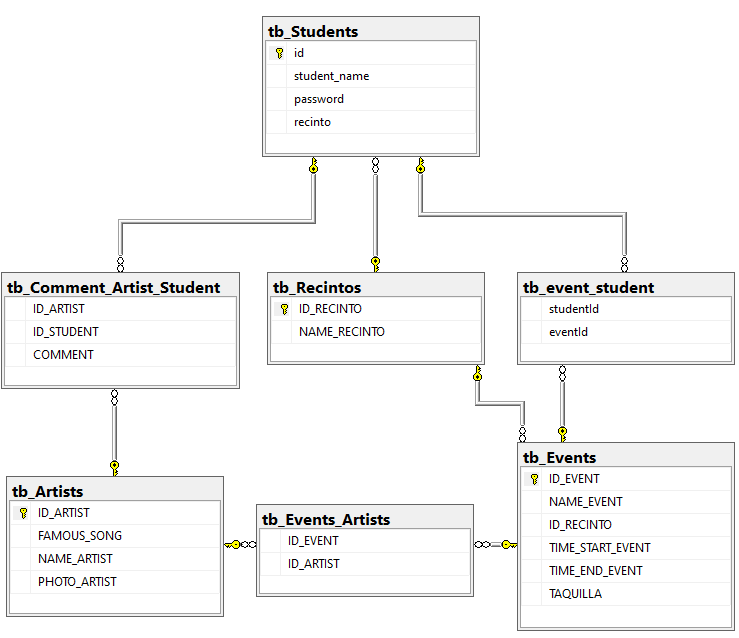 tb_Students
id
student_name
password
recinto
tb_Comment_Artist_Student
ID_ARTIST
ID_STUDENT
COMMENT
tb_Recintos
ID_RECINTO
NAME_RECINTO
tb_event_student
studentId
eventId
tb_Artists
ID_ARTIST
FAMOUS_SONG
NAME_ARTIST
PHOTO_ARTIST
tb_Events_Artists
ID_EVENT
ID_ARTIST
tb_Events
ID_EVENT
NAME_EVENT
ID_RECINTO
TIME_START_EVENT
TIME_END_EVENT
TAQUILLA